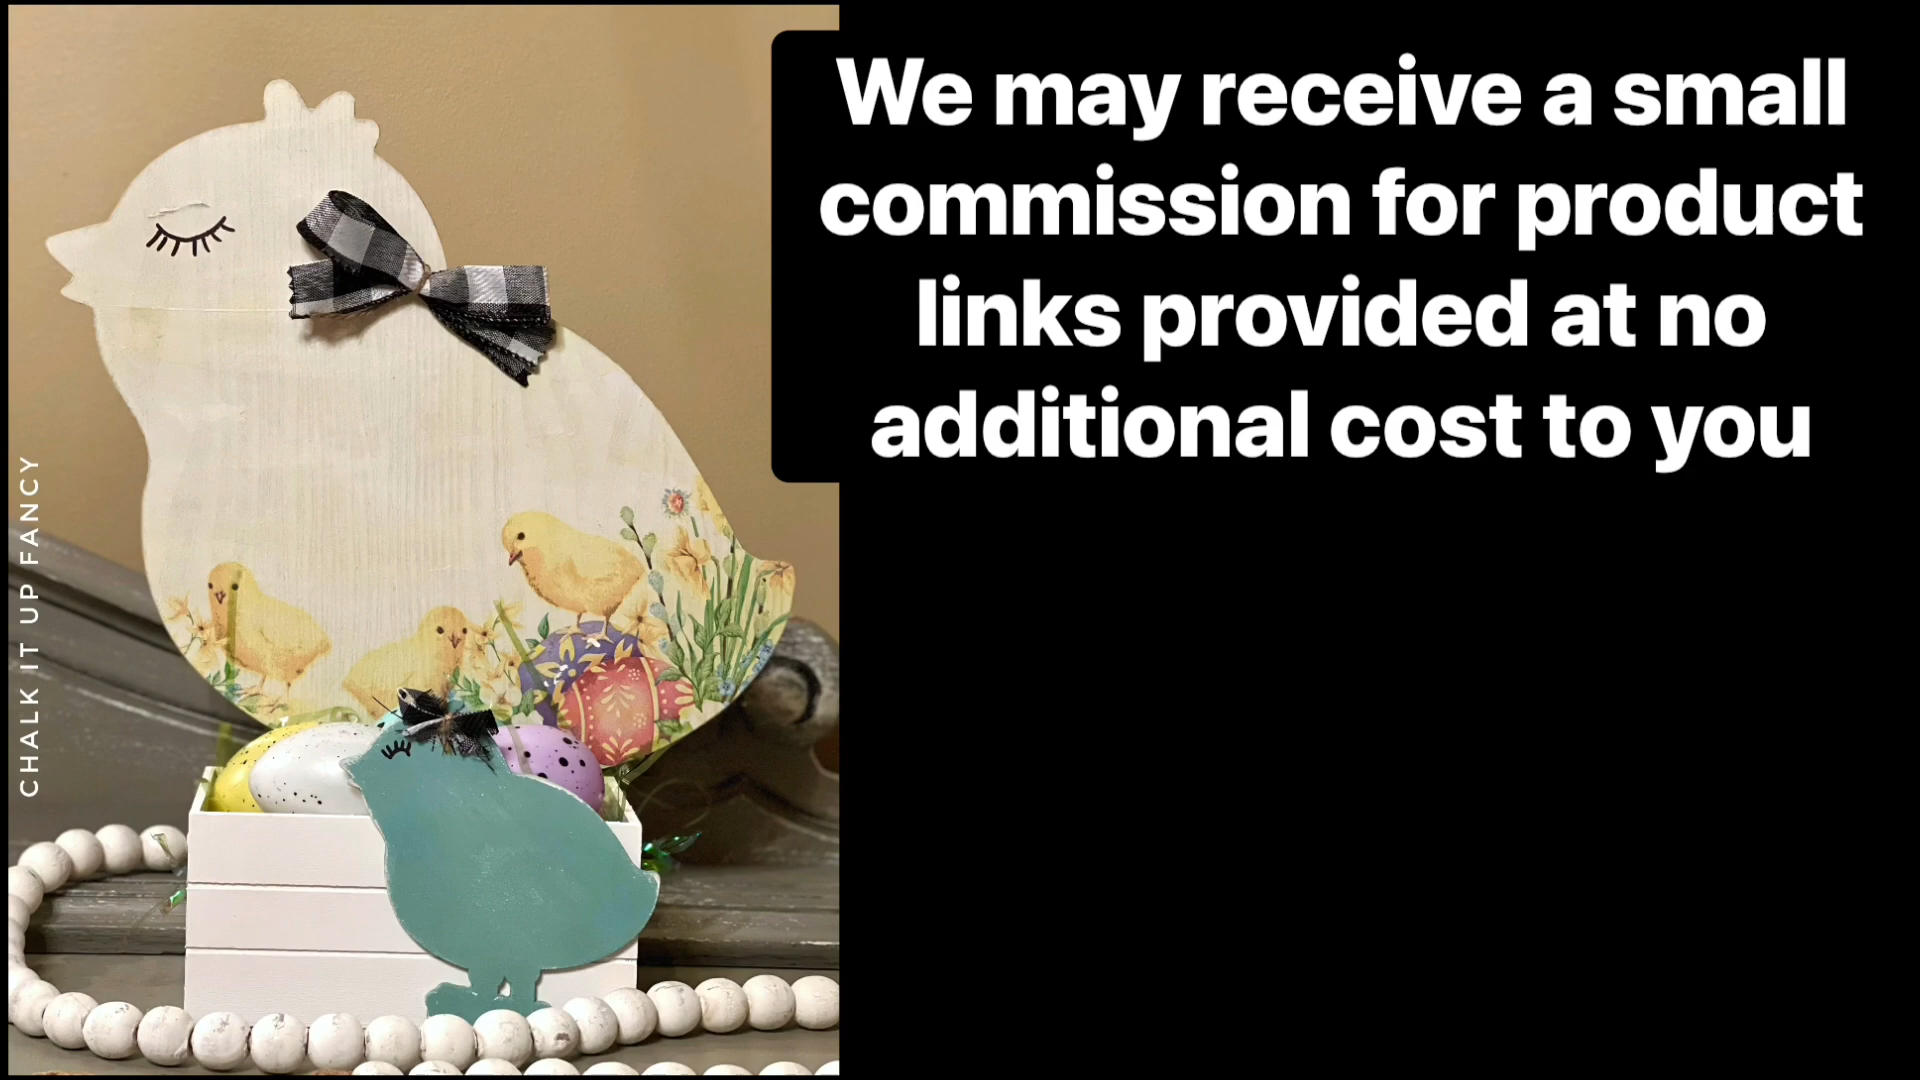 We may receive a small
commission for product
links provided at no
additional cost to you
CHALK IT UP FANCY